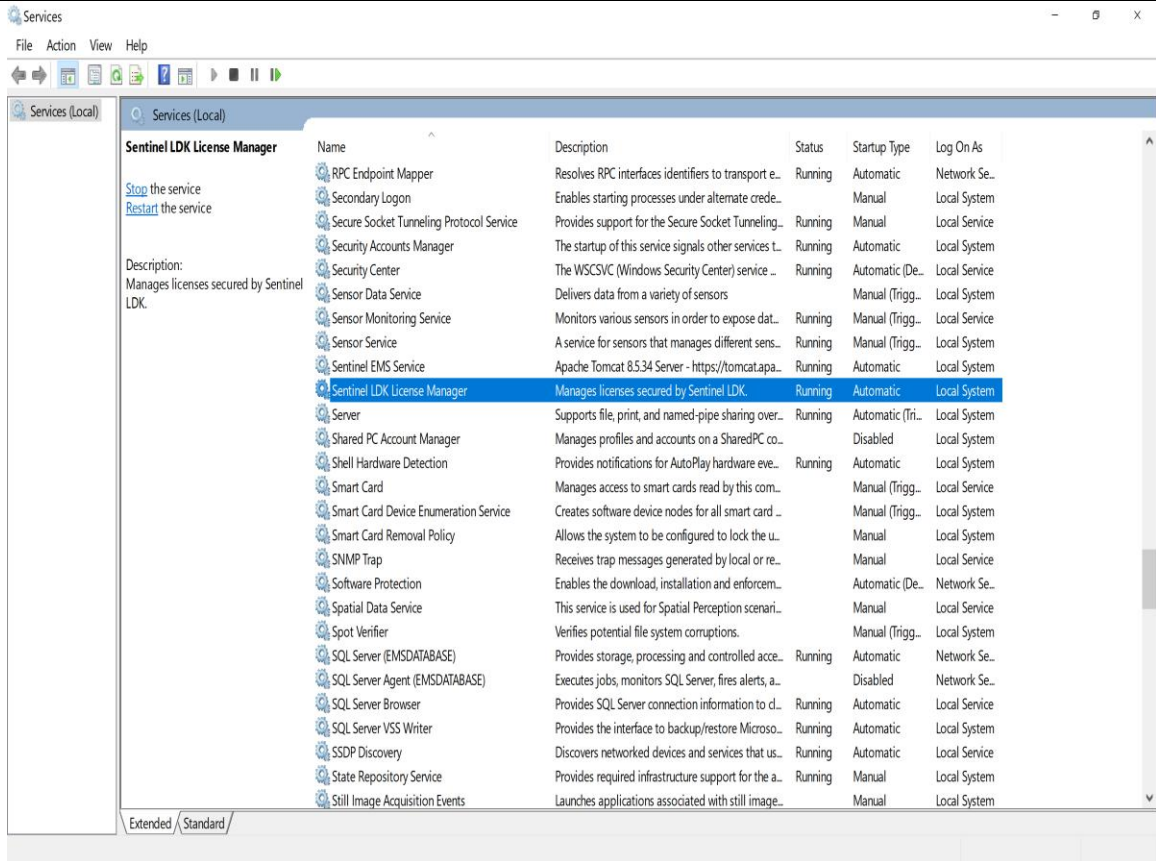 Services
File Action View Help
Services (Local)
Services (Local)
Sentinel LDK License Manager
Stop the service
Restart the service
Description:
Manages licenses secured by Sentinel
LDK.
Name Description Status Startup Type Log On As
RPC Endpoint Mapper Resolves RPC interfaces identifiers to transport e... Running Automatic Network Se...
Secondary Logon Enables starting processes under alternate crede... Manual Local System
Secure Socket Tunneling Protocol Service Provides support for the Secure Socket Tunneling... Running Manual Local Service
Security Accounts Manager The startup of this service signals other services t... Running Automatic Local System
Security Center The WSCSVC (Windows Security Center) service ... Running Automatic (De... Local Service
Sensor Data Service Delivers data from a variety of sensors Manual (Trigg... Local System
Sensor Monitoring Service Monitors various sensors in order to expose dat... Running Manual (Trigg... Local Service
Sensor Service A service for sensors that manages different sens... Running Manual (Trigg... Local System
Sentinel EMS Service Apache Tomcat 8.5.34 Server - https://tomcat.apa... Running Automatic Local System
Sentinel LDK License Manager Manages licenses secured by Sentinel LDK. Running Automatic Local System
Server Supports file, print, and named-pipe sharing over... Running Automatic (Tri... Local System
Shared PC Account Manager Manages profiles and accounts on a SharedPC co... Disabled Local System
Shell Hardware Detection Provides notifications for AutoPlay hardware eve... Running Automatic Local System
Smart Card Manages access to smart cards read by this com... Manual (Trigg... Local Service
Smart Card Device Enumeration Service Creates software device nodes for all smart card ... Manual (Trigg... Local System
Smart Card Removal Policy Allows the system to be configured to lock the u... Manual Local System
SNMP Trap Receives trap messages generated by local or re... Manual Local Service
Software Protection Enables the download, installation and enforcem... Automatic (De... Network Se...
Spatial Data Service This service is used for Spatial Perception scenari... Manual Local Service
Spot Verifier Verifies potential file system corruptions. Manual (Trigg... Local System
SQL Server (EMSDATABASE) Provides storage, processing and controlled acce... Running Automatic Network Se...
SQL Server Agent (EMSDATABASE) Executes jobs, monitors SQL Server, fires alerts, a... Disabled Network Se...
SQL Server Browser Provides SQL Server connection information to cl... Running Automatic Local Service
SQL Server VSS Writer Provides the interface to backup/restore Microso... Running Automatic Local System
SSDP Discovery Discovers networked devices and services that us... Running Automatic Local Service
State Repository Service Provides required infrastructure support for the a... Running Manual Local System
Still Image Acquisition Events Launches applications associated with still image... Manual Local System
Extended Standard